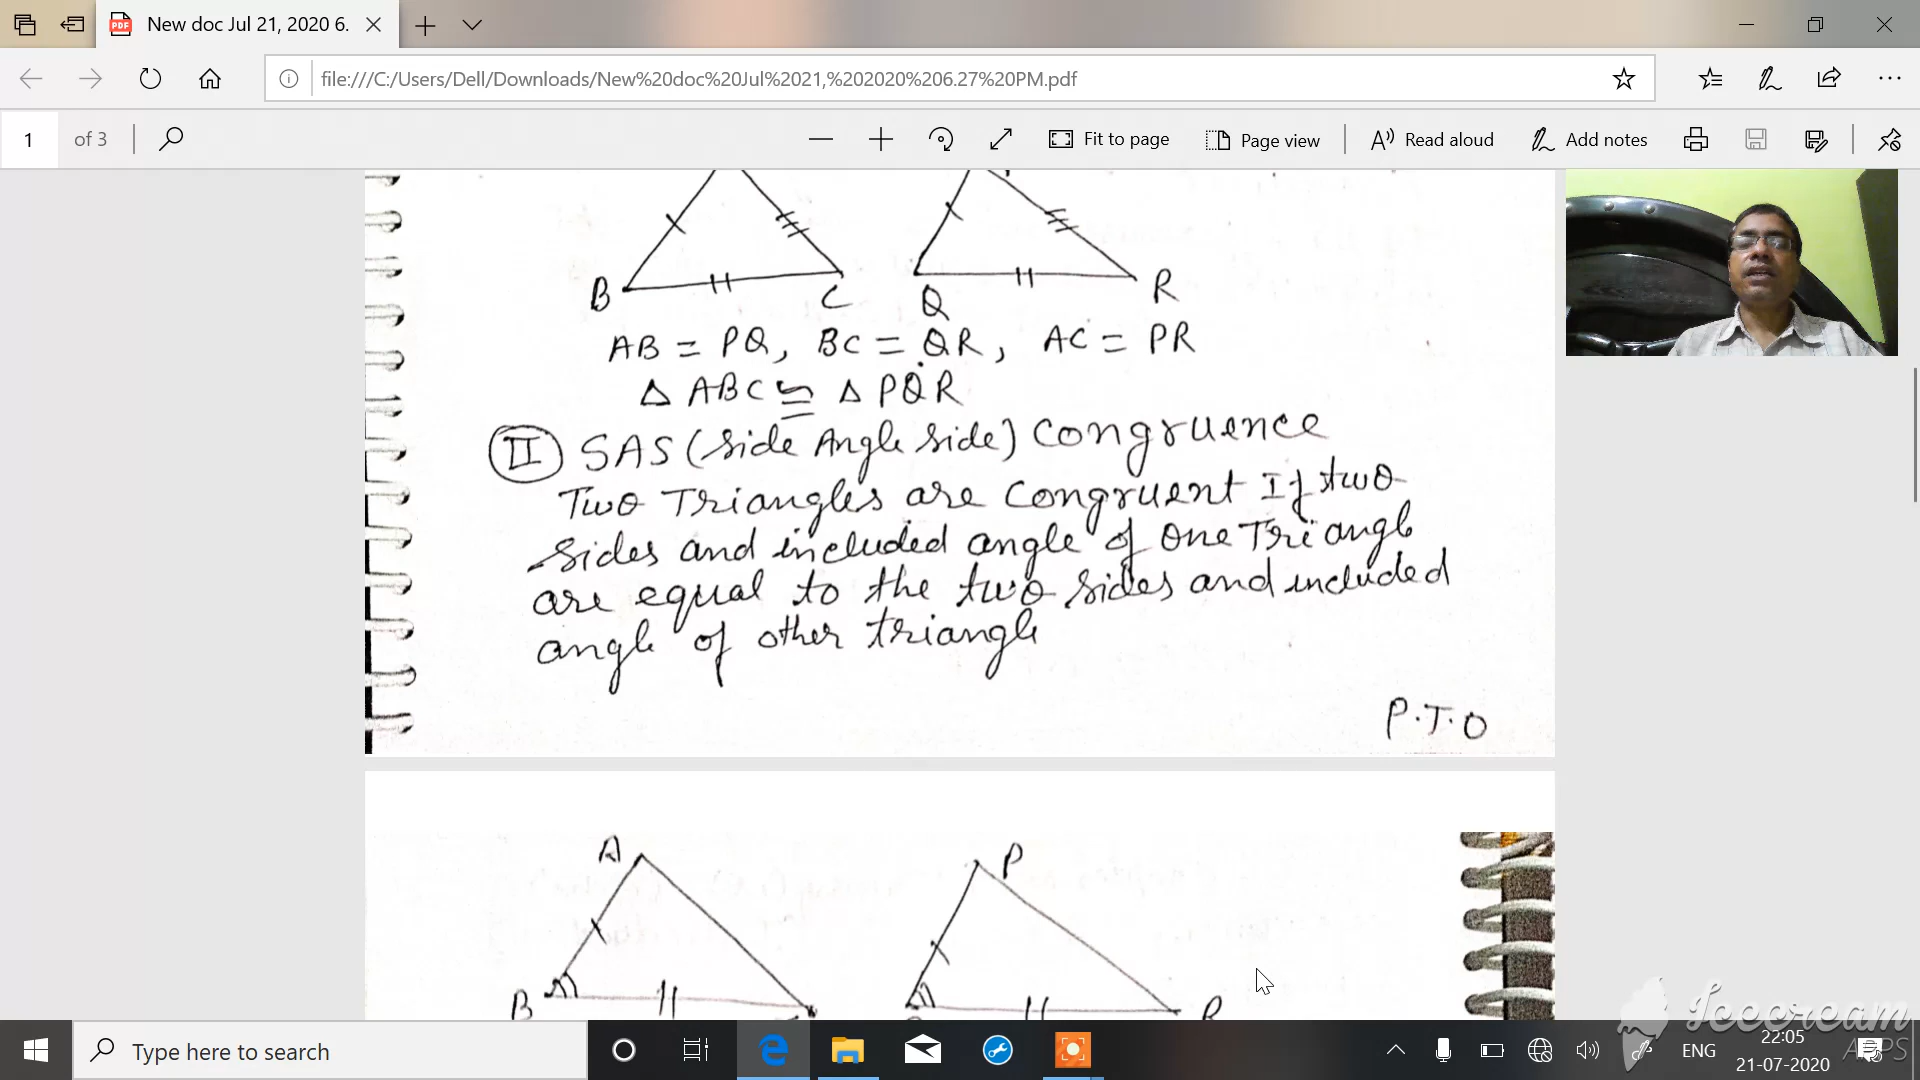 New doc Jul 21, 2020 6.
file:///C:/Users/Dell/Downloads/New%20doc%20Jul%2021,%202020%206.27%20PM.pdf
1 of 3
Fit to page
Page view
Read aloud
Add notes
B C Q R
AB = PQ, BC = QR, AC = PR
Δ ABC ≅ Δ PQR
II SAS (Side Angle Side) Congruence
Two Triangles are Congruent If two
sides and included angle of One Triangle
are equal to the two sides and included
angle of other triangle
P.T.O
A P
B R
Icecream
APPS
Type here to search
ENG
22:05
21-07-2020